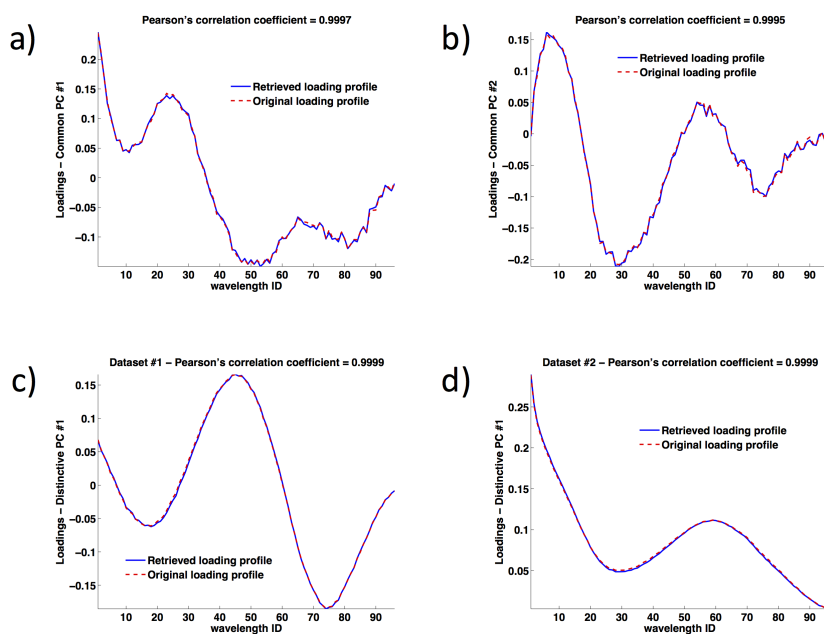 a)
Pearson's correlation coefficient = 0.9997
Loadings – Common PC #1
0.2
0.15
0.1
0.05
0
−0.05
−0.1
Retrieved loading profile
Original loading profile
10 20 30 40 50 60 70 80 90
wavelength ID
b)
Pearson's correlation coefficient = 0.9995
Loadings – Common PC #2
0.15
0.1
0.05
0
−0.05
−0.1
−0.15
−0.2
Retrieved loading profile
Original loading profile
10 20 30 40 50 60 70 80 90
wavelength ID
c)
Dataset #1 – Pearson's correlation coefficient = 0.9999
Loadings – Distinctive PC #1
0.15
0.1
0.05
0
−0.05
−0.1
−0.15
Retrieved loading profile
Original loading profile
10 20 30 40 50 60 70 80 90
wavelength ID
d)
Dataset #2 – Pearson's correlation coefficient = 0.9999
Loadings – Distinctive PC #1
0.25
0.2
0.15
0.1
0.05
Retrieved loading profile
Original loading profile
10 20 30 40 50 60 70 80 90
wavelength ID